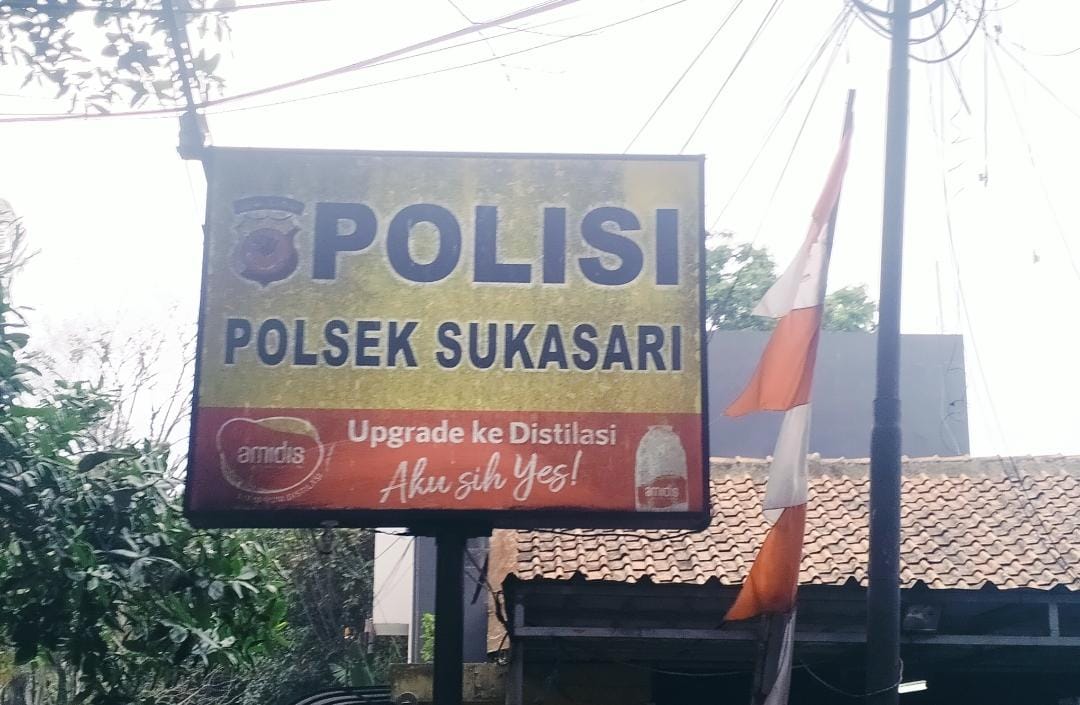 POLISI
POLSEK SUKASARI
amidis
Upgrade ke Distilasi
Aku sih Yes!
amidis